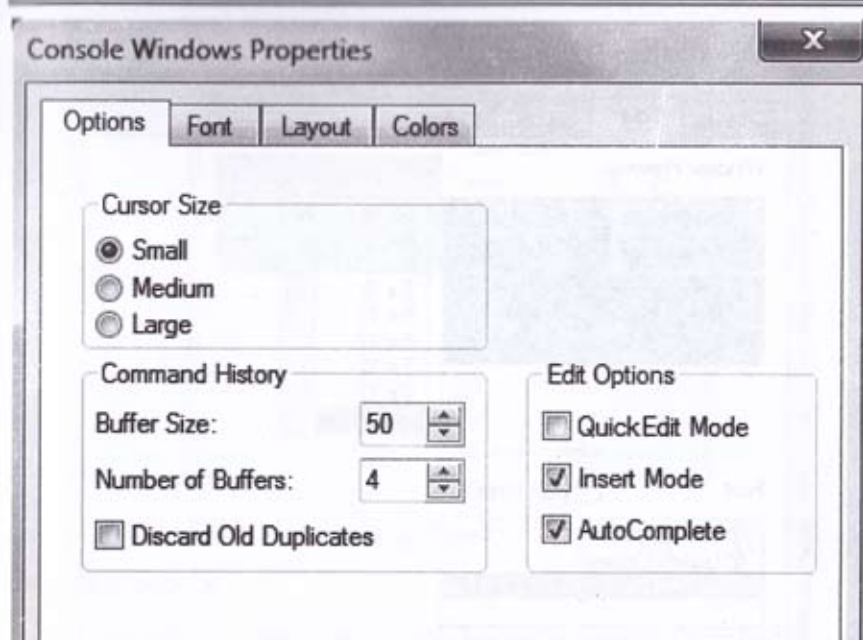 Console Windows Properties
Options Font Layout Colors
Cursor Size
Small
Medium
Large
Command History
Buffer Size: 50
Number of Buffers: 4
Discard Old Duplicates
Edit Options
QuickEdit Mode
Insert Mode
AutoComplete